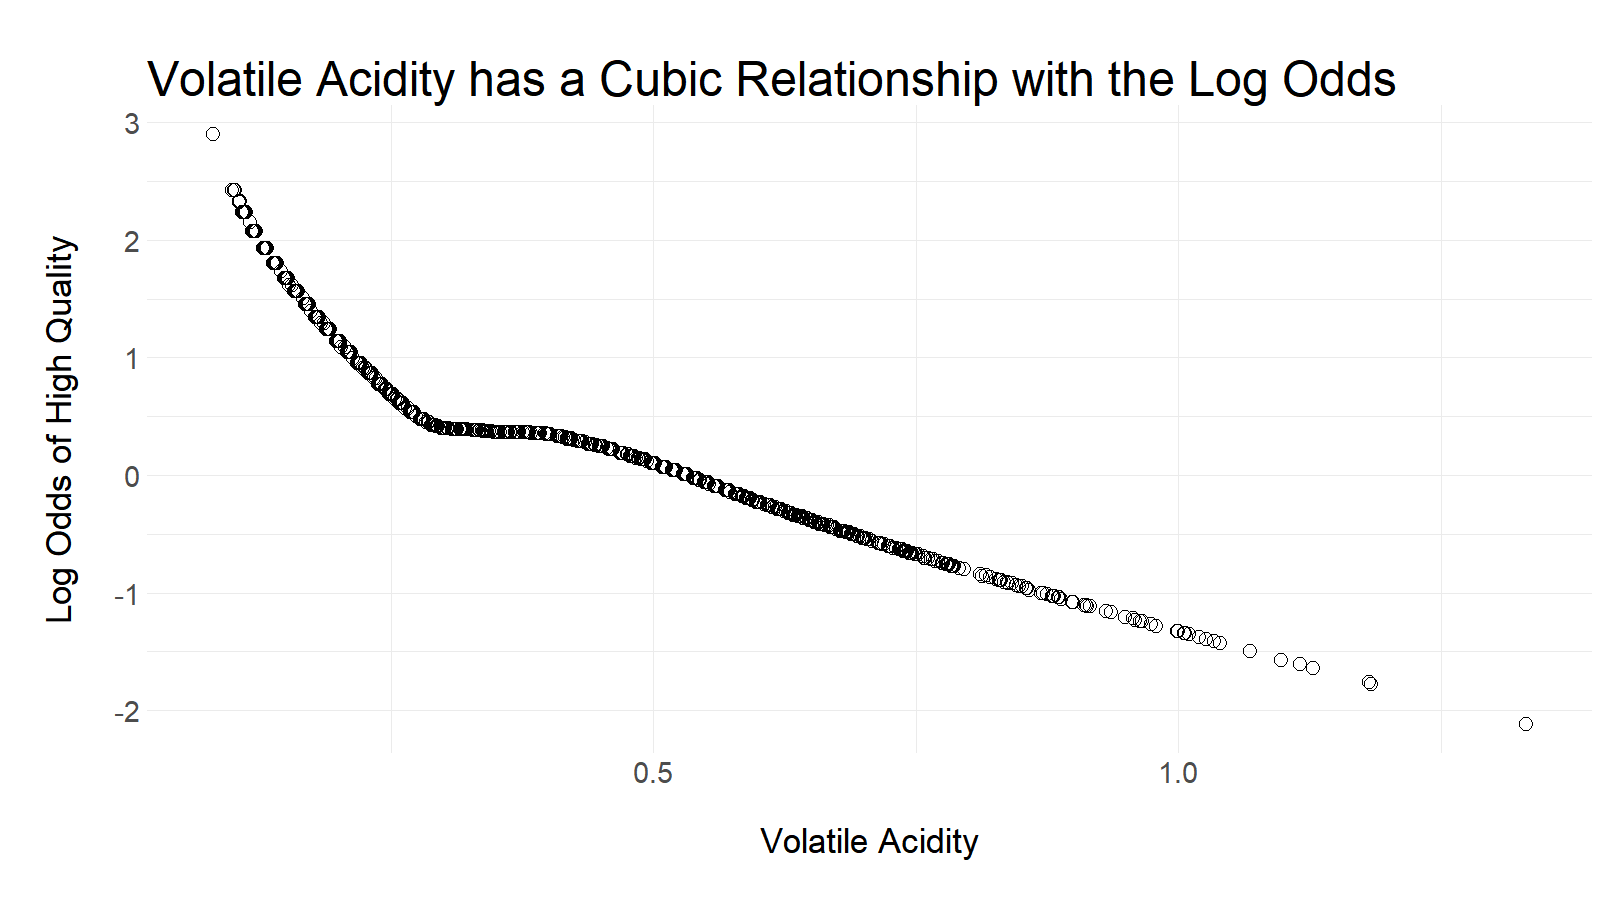 Volatile Acidity has a Cubic Relationship with the Log Odds
3
2
1
0
-1
-2
Log Odds of High Quality
0.5 1.0
Volatile Acidity